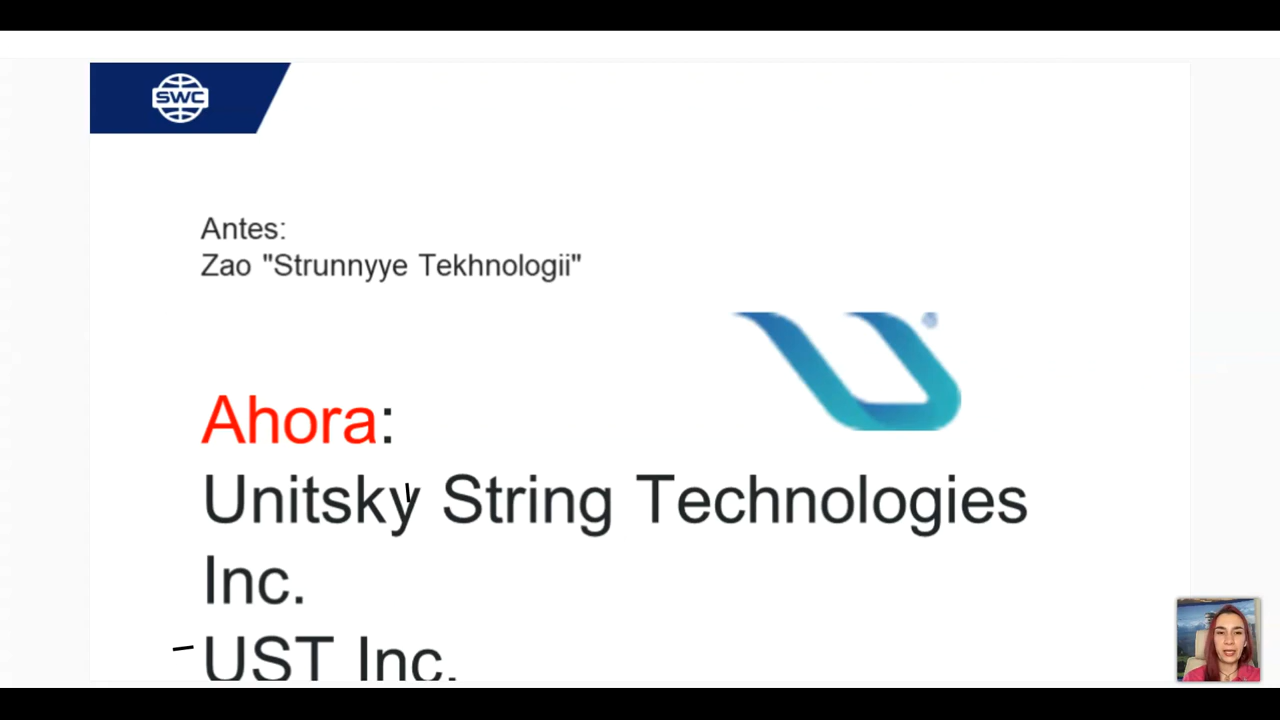 SWC
Antes:
Zao "Strunnyye Tekhnologii"
Ahora:
Unitsky String Technologies
Inc.
UST Inc.